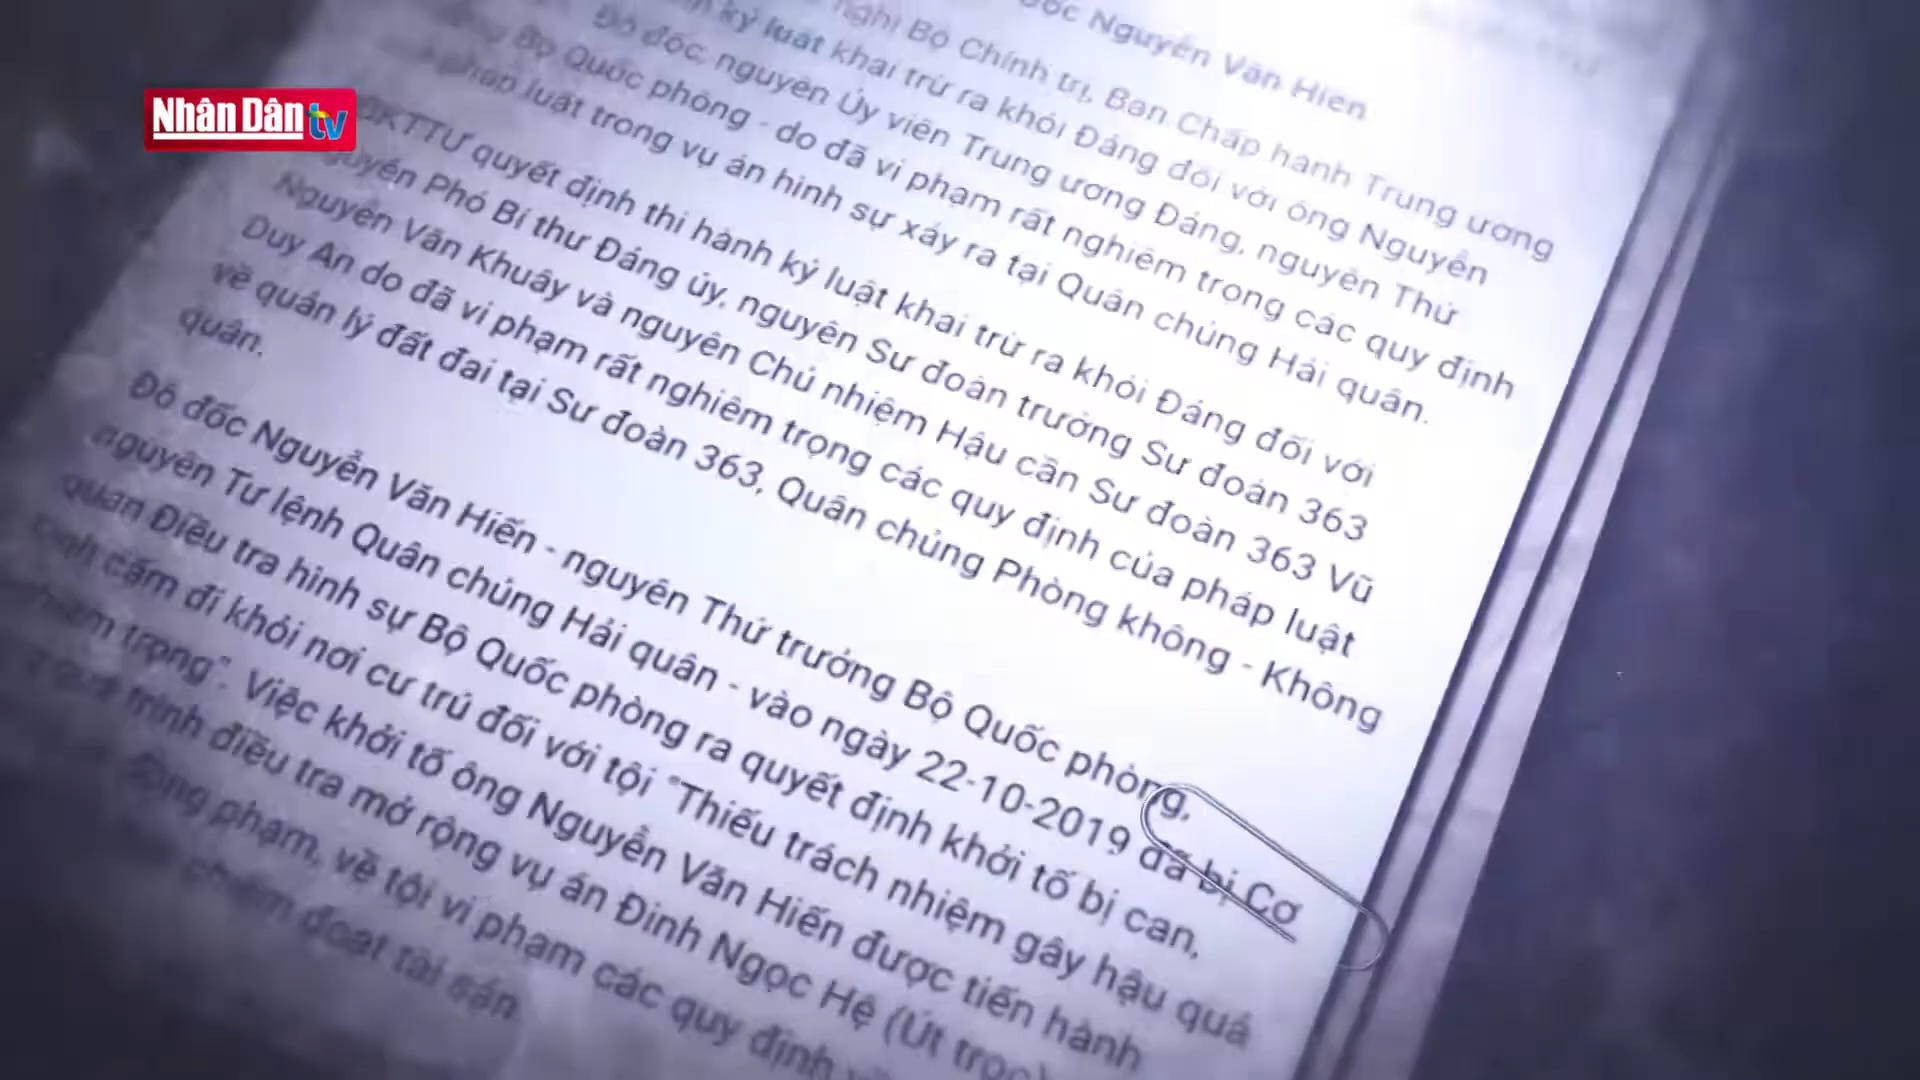 Nhân Dân tv
đốc Nguyễn Văn Hiến
nghị Bộ Chính trị, Ban Chấp hành Trung ương
kỷ luật khai trừ ra khỏi Đảng đối với ông Nguyễn
Đô đốc, nguyên Ủy viên Trung ương Đảng, nguyên Thứ
Bộ Quốc phòng - do đã vi phạm rất nghiêm trọng các quy định
pháp luật trong vụ án hình sự xảy ra tại Quân chủng Hải quân.
UBKTTƯ quyết định thi hành kỷ luật khai trừ ra khỏi Đảng đối với
nguyên Phó Bí thư Đảng ủy, nguyên Sư đoàn trưởng Sư đoàn 363
Nguyễn Văn Khuây và nguyên Chủ nhiệm Hậu cần Sư đoàn 363 Vũ
Duy An do đã vi phạm rất nghiêm trọng các quy định của pháp luật
về quản lý đất đai tại Sư đoàn 363, Quân chủng Phòng không - Không
quân.
Đô đốc Nguyễn Văn Hiến - nguyên Thứ trưởng Bộ Quốc phòng,
nguyên Tư lệnh Quân chủng Hải quân - vào ngày 22-10-2019 đã bị Cơ
quan Điều tra hình sự Bộ Quốc phòng ra quyết định khởi tố bị can,
lệnh cấm đi khỏi nơi cư trú đối với tội "Thiếu trách nhiệm gây hậu quả
nghiêm trọng". Việc khởi tố ông Nguyễn Văn Hiến được tiến hành
quá trình điều tra mở rộng vụ án Đinh Ngọc Hệ (Út trọc)
đồng phạm, về tội vi phạm các quy định về
chiếm đoạt tài sản